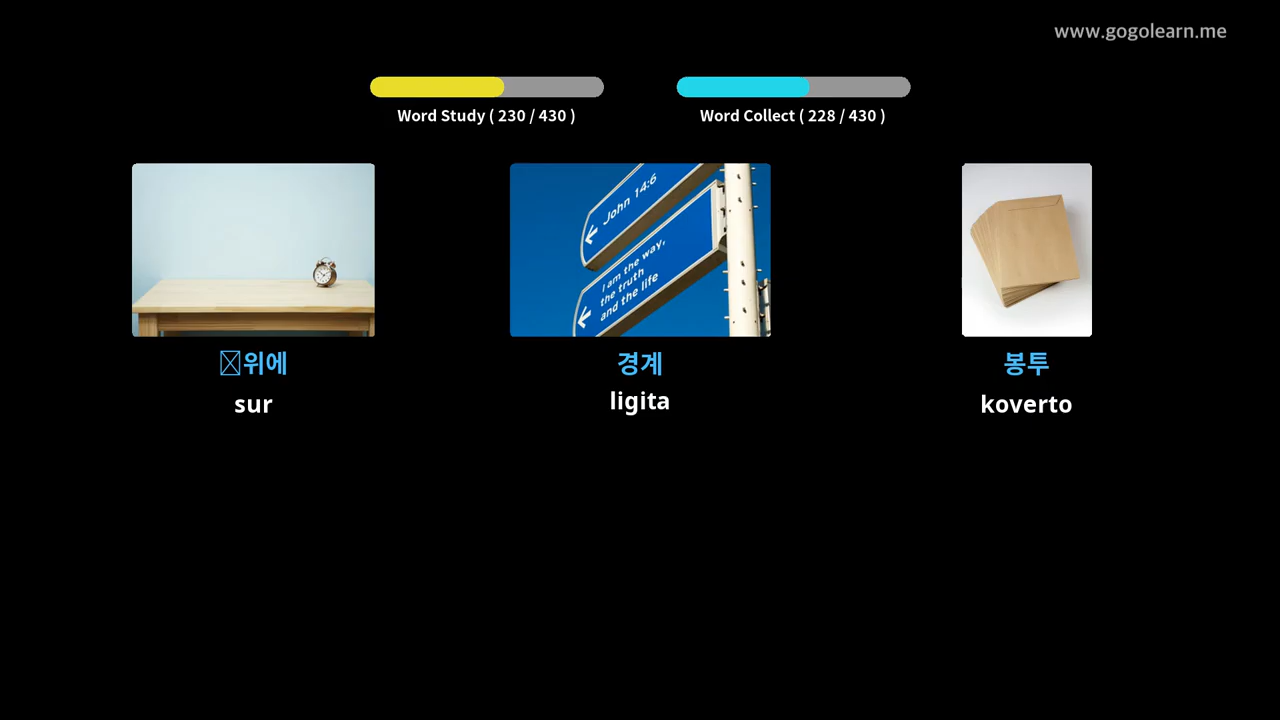 www.gogolearn.me
Word Study ( 230 / 430 )
Word Collect ( 228 / 430 )
John 14:6
I am the way,
the truth
and the life
위에
경계
봉투
sur
ligita
koverto